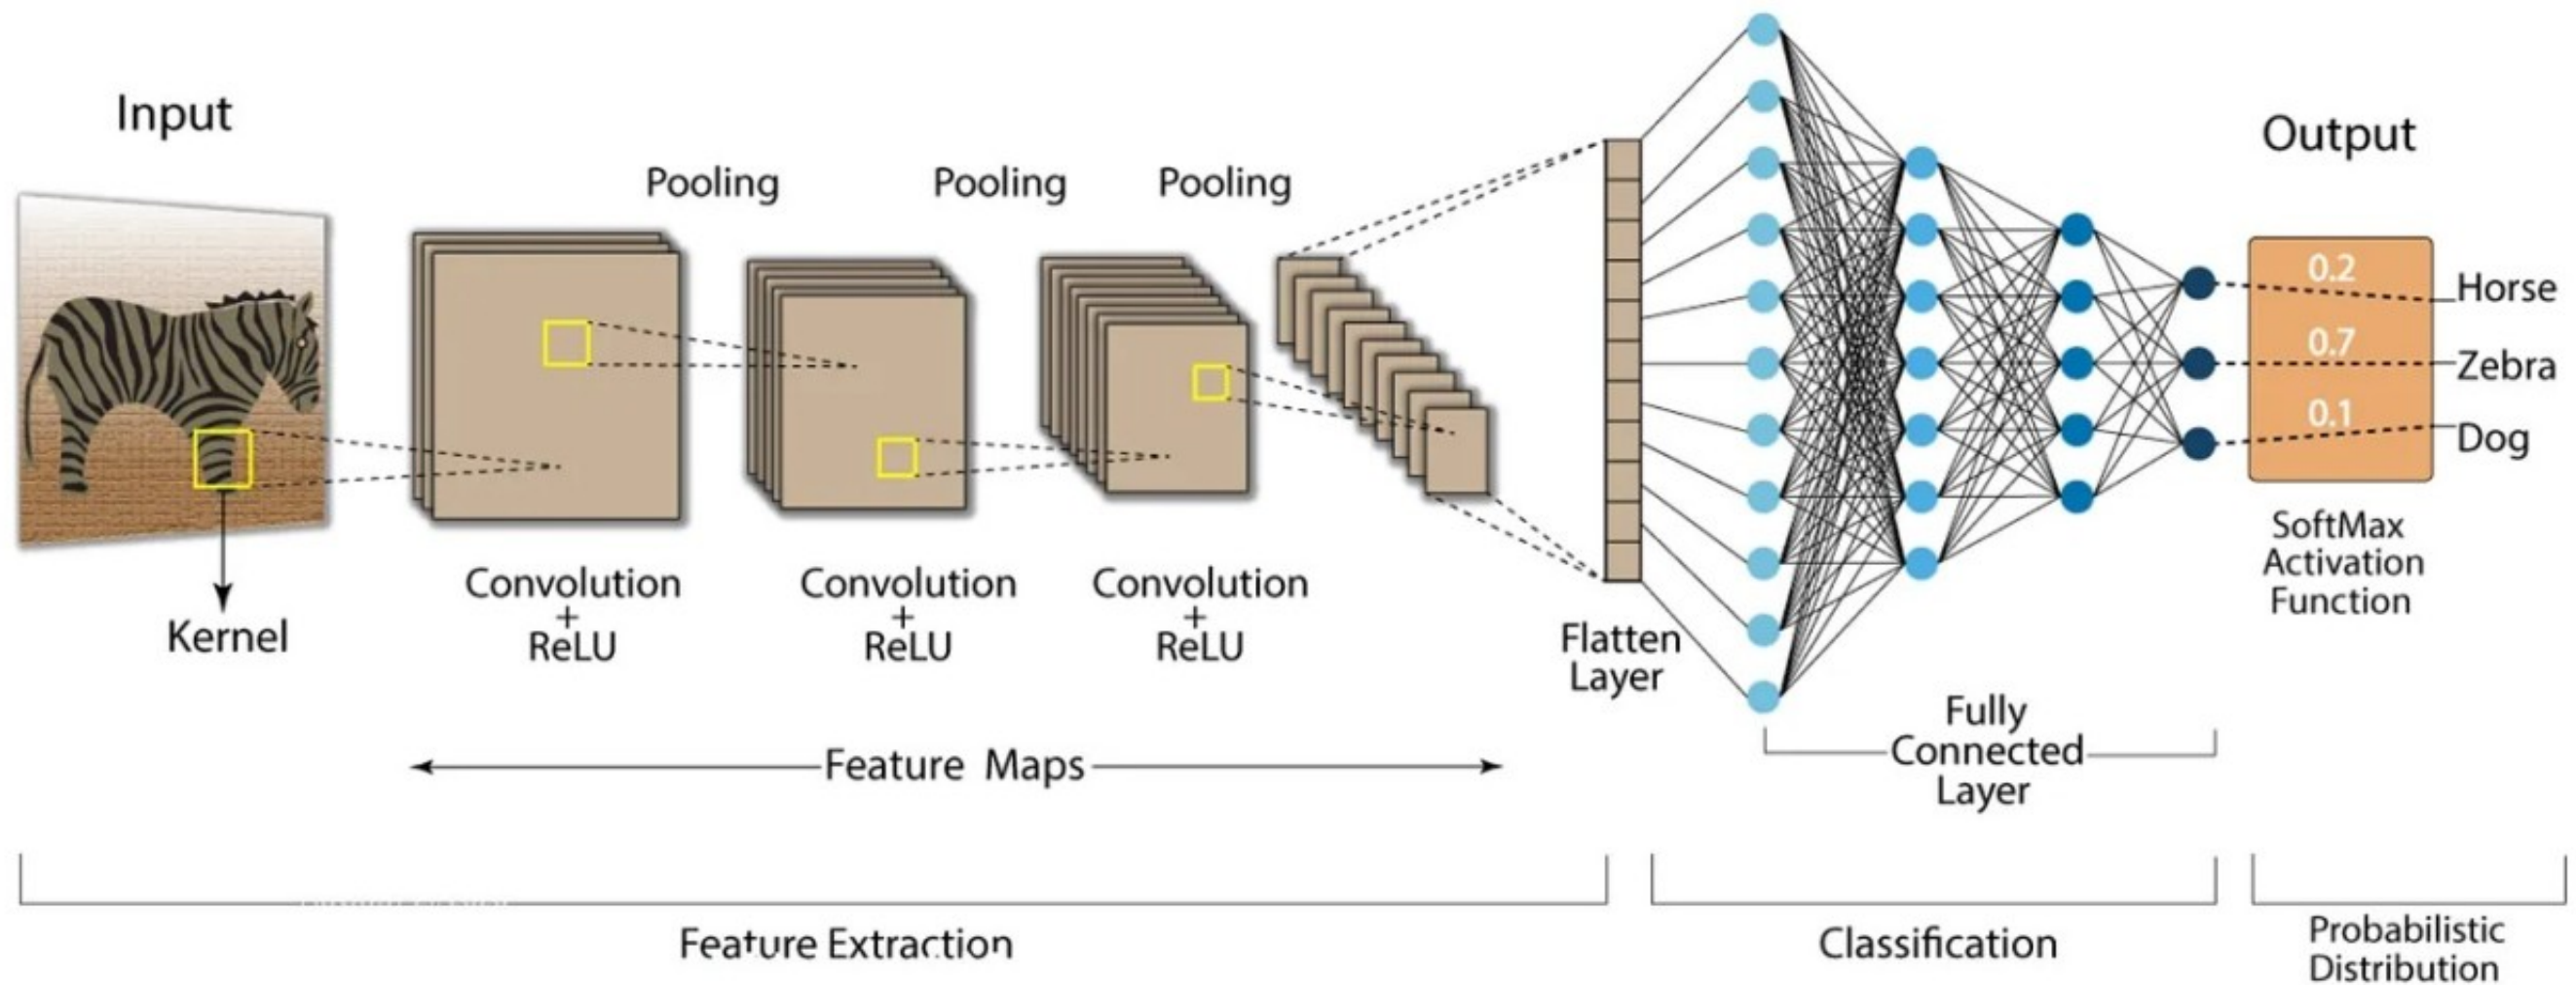 Input
Pooling
Pooling
Pooling
Output
0.2
Horse
0.7
Zebra
0.1
Dog
Kernel
Convolution
+
ReLU
Convolution
+
ReLU
Convolution
+
ReLU
Flatten
Layer
SoftMax
Activation
Function
Feature Maps
Fully
Connected
Layer
Feature Extraction
Classification
Probabilistic
Distribution